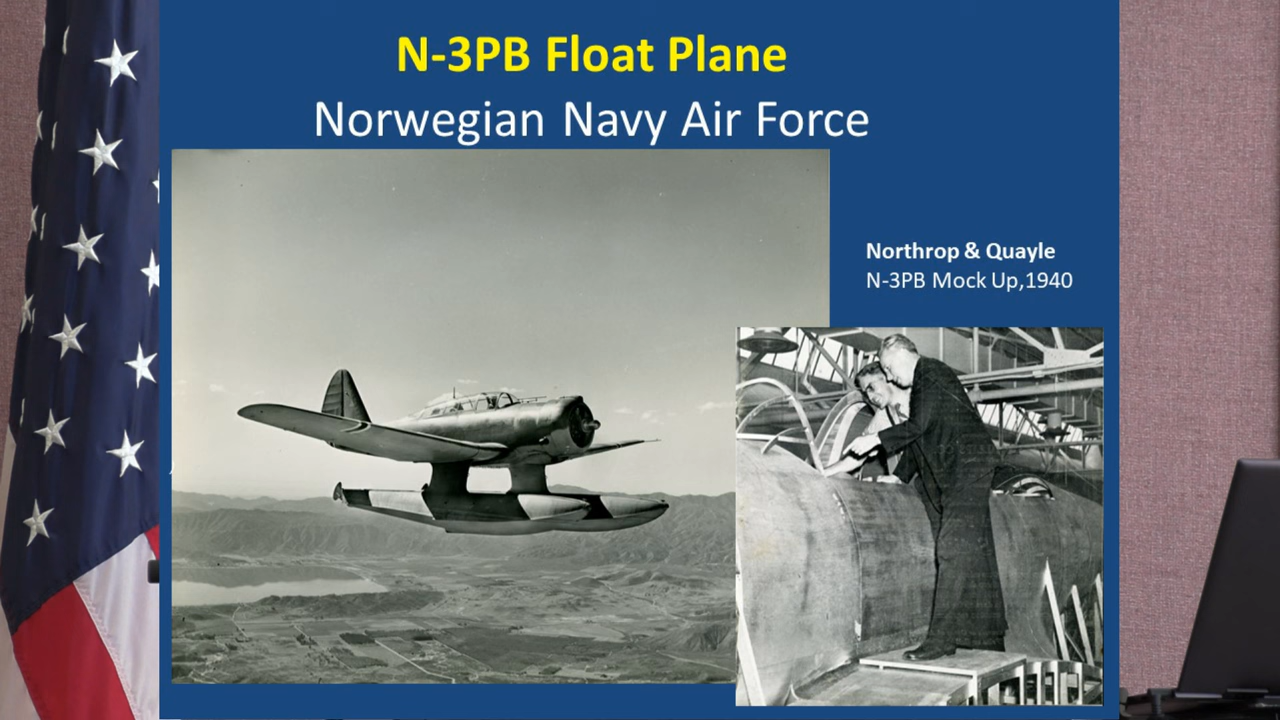 N-3PB Float Plane
Norwegian Navy Air Force
Northrop & Quayle
N-3PB Mock Up,1940